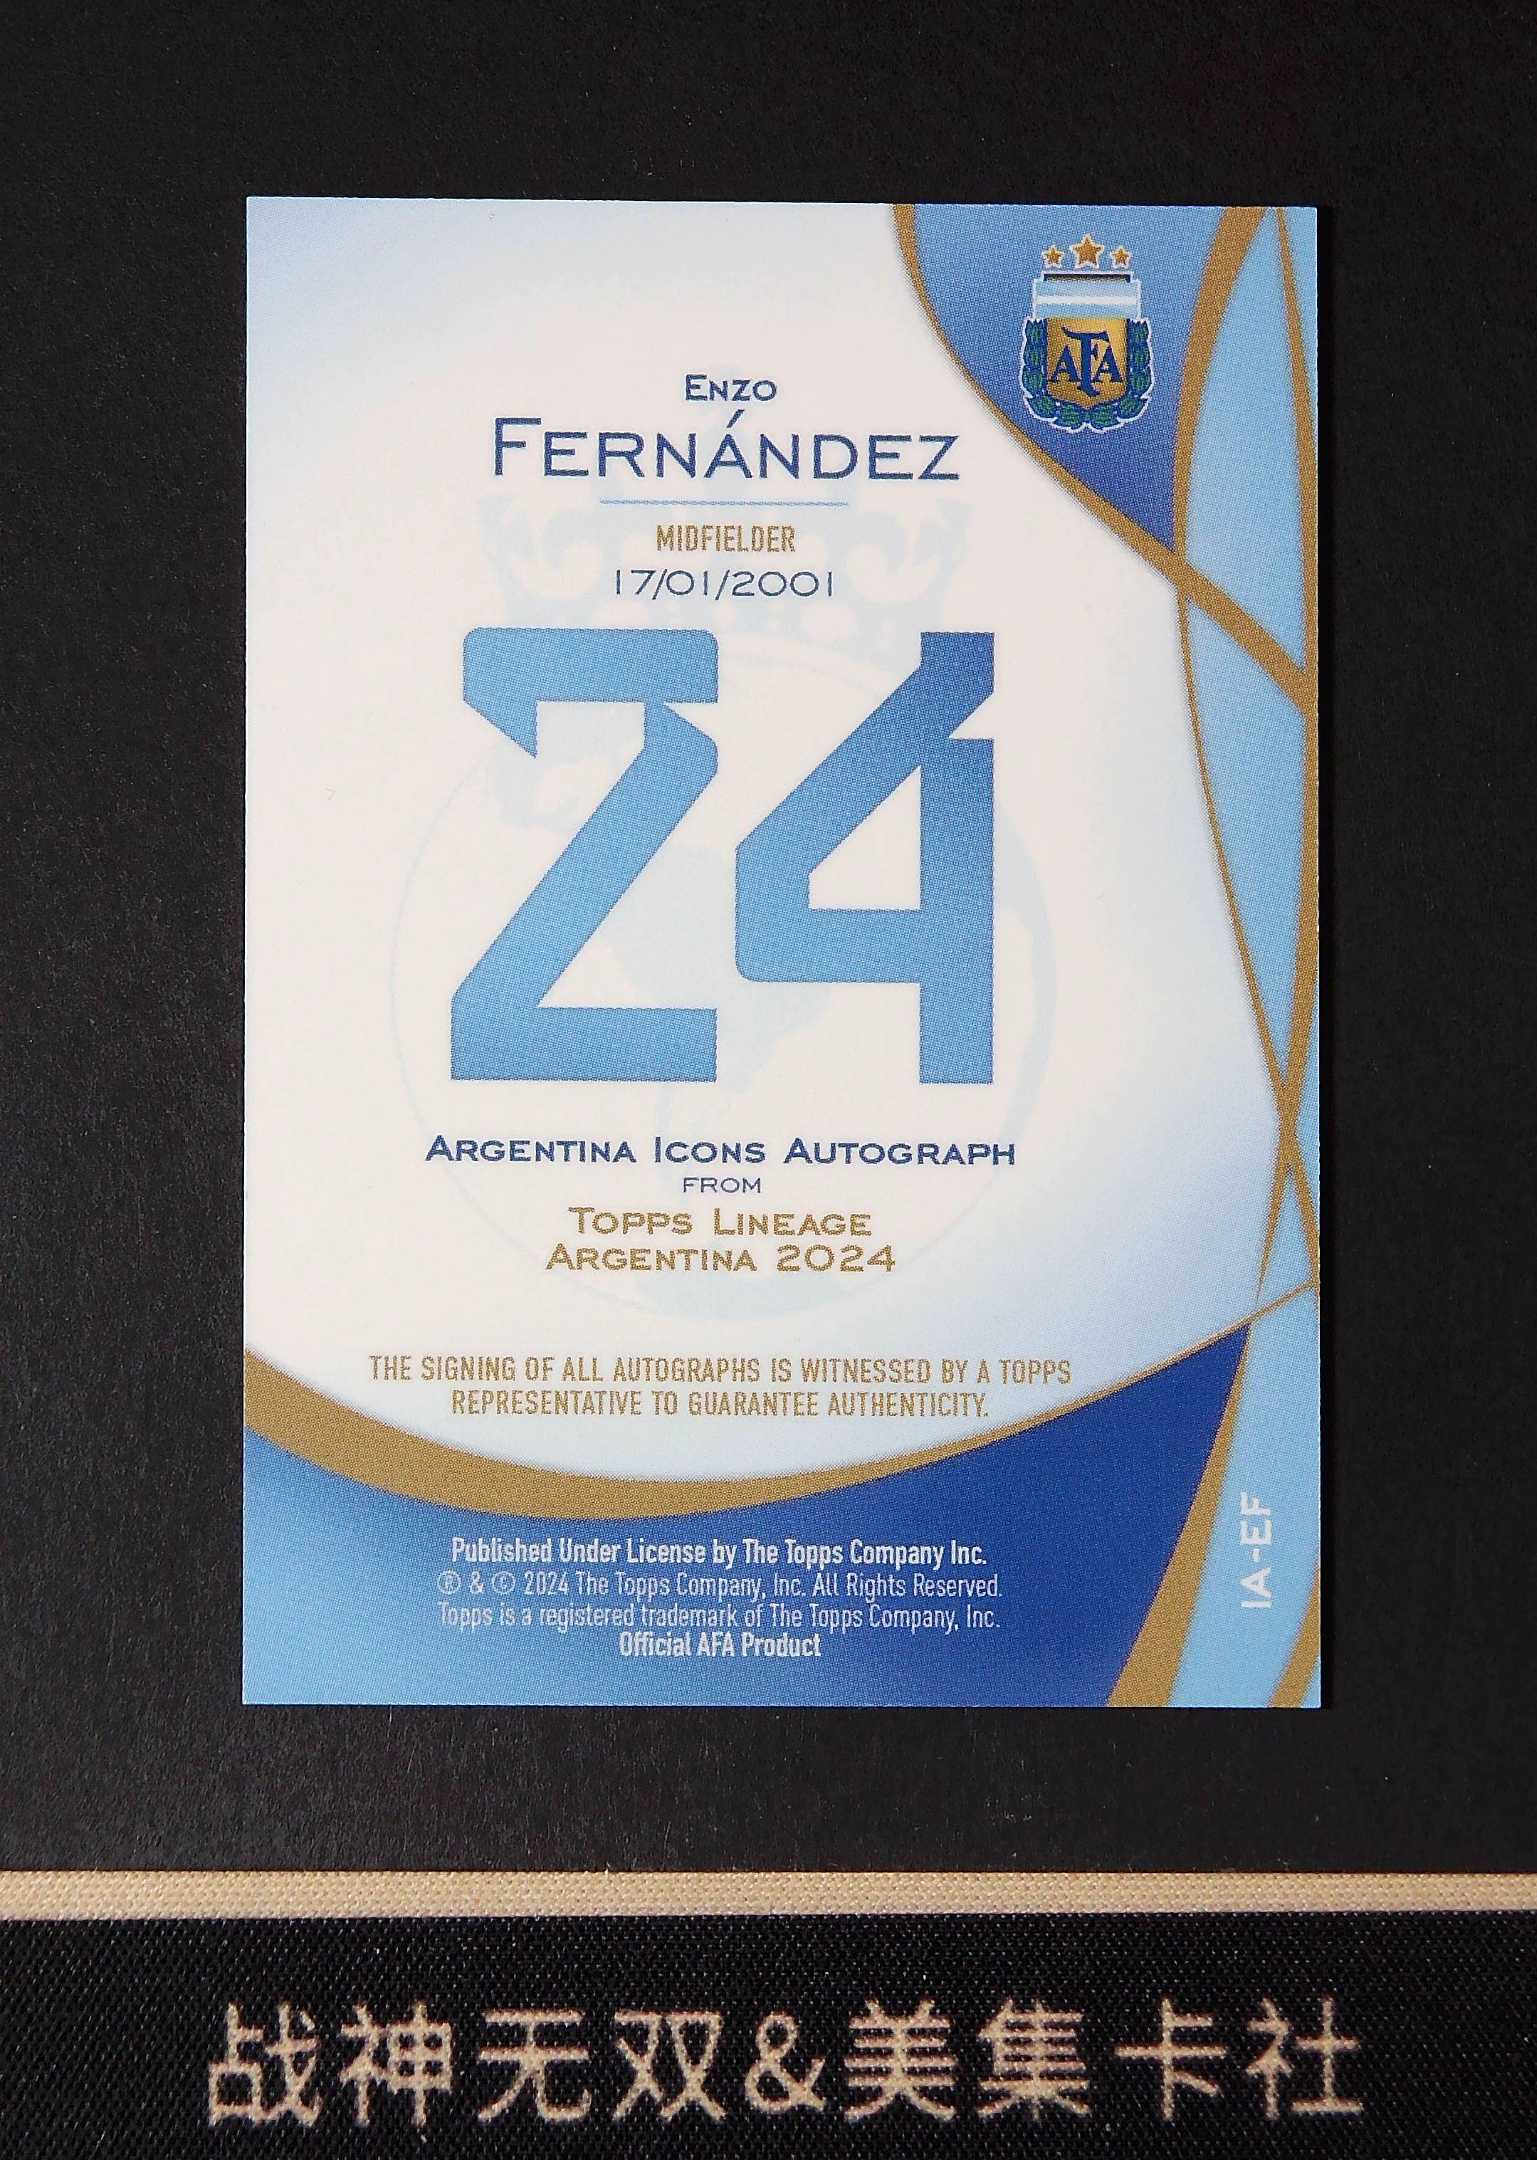 AFA
ENZO
FERNÁNDEZ
MIDFIELDER
17/01/2001
24
ARGENTINA ICONS AUTOGRAPH
FROM
TOPPS LINEAGE
ARGENTINA 2024
THE SIGNING OF ALL AUTOGRAPHS IS WITNESSED BY A TOPPS
REPRESENTATIVE TO GUARANTEE AUTHENTICITY.
IA-EF
Published Under License by The Topps Company Inc.
® & © 2024 The Topps Company, Inc. All Rights Reserved.
Topps is a registered trademark of The Topps Company, Inc.
Official AFA Product
战神无双&美集卡社